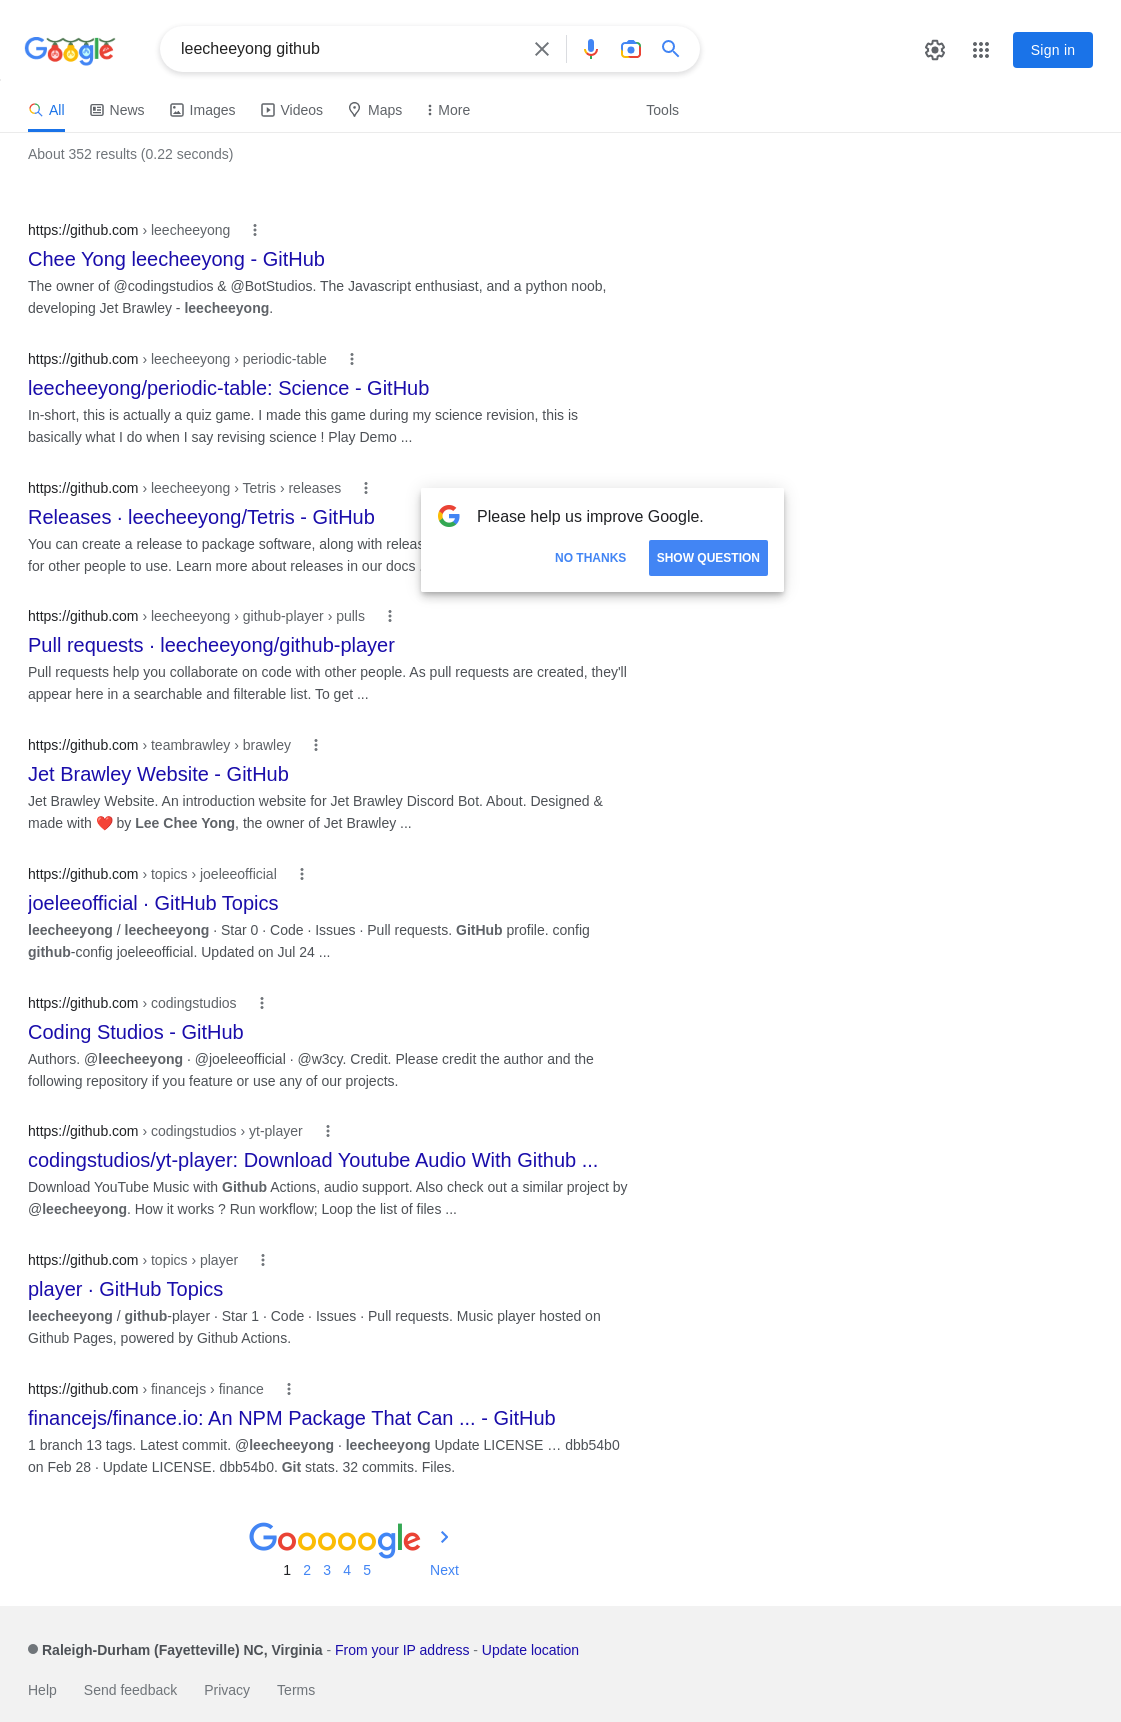 Google
leecheeyong github
Sign in
All News Images Videos Maps More Tools
About 352 results (0.22 seconds)
https://github.com › leecheeyong
Chee Yong leecheeyong - GitHub
The owner of @codingstudios & @BotStudios. The Javascript enthusiast, and a python noob,
developing Jet Brawley - leecheeyong.
https://github.com › leecheeyong › periodic-table
leecheeyong/periodic-table: Science - GitHub
In-short, this is actually a quiz game. I made this game during my science revision, this is
basically what I do when I say revising science ! Play Demo ...
https://github.com › leecheeyong › Tetris › releases
Releases · leecheeyong/Tetris - GitHub
You can create a release to package software, along with
for other people to use. Learn more about releases in our docs
Please help us improve Google.
NO THANKS SHOW QUESTION
https://github.com › leecheeyong › github-player › pulls
Pull requests · leecheeyong/github-player
Pull requests help you collaborate on code with other people. As pull requests are created, they'll
appear here in a searchable and filterable list. To get ...
https://github.com › teambrawley › brawley
Jet Brawley Website - GitHub
Jet Brawley Website. An introduction website for Jet Brawley Discord Bot. About. Designed &
made with ❤️ by Lee Chee Yong, the owner of Jet Brawley ...
https://github.com › topics › joeleeofficial
joeleeofficial · GitHub Topics
leecheeyong / leecheeyong · Star 0 · Code · Issues · Pull requests. GitHub profile. config
github-config joeleeofficial. Updated on Jul 24 ...
https://github.com › codingstudios
Coding Studios - GitHub
Authors. @leecheeyong · @joeleeofficial · @w3cy. Credit. Please credit the author and the
following repository if you feature or use any of our projects.
https://github.com › codingstudios › yt-player
codingstudios/yt-player: Download Youtube Audio With Github ...
Download YouTube Music with Github Actions, audio support. Also check out a similar project by
@leecheeyong. How it works ? Run workflow; Loop the list of files ...
https://github.com › topics › player
player · GitHub Topics
leecheeyong / github-player · Star 1 · Code · Issues · Pull requests. Music player hosted on
Github Pages, powered by Github Actions.
https://github.com › financejs › finance
financejs/finance.io: An NPM Package That Can ... - GitHub
1 branch 13 tags. Latest commit. @leecheeyong · leecheeyong Update LICENSE … dbb54b0
on Feb 28 · Update LICENSE. dbb54b0. Git stats. 32 commits. Files.
Gooooogle
1 2 3 4 5 Next
Raleigh-Durham (Fayetteville) NC, Virginia - From your IP address - Update location
Help Send feedback Privacy Terms